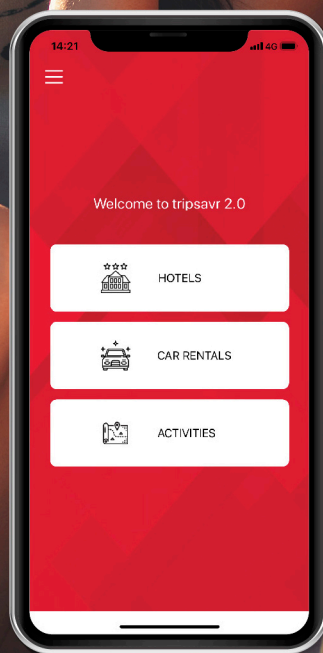 14:21
4G
Welcome to tripsavr 2.0
HOTELS
CAR RENTALS
ACTIVITIES